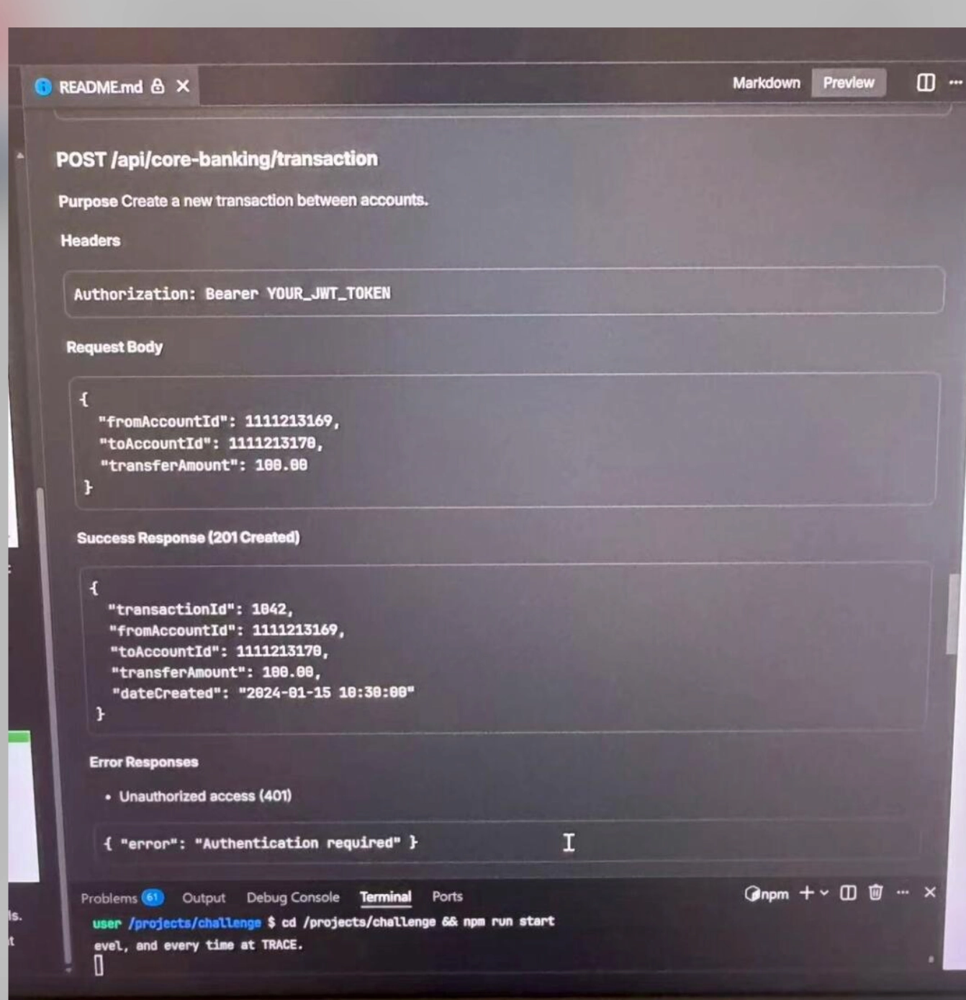 README.md
Markdown Preview
POST /api/core-banking/transaction
Purpose Create a new transaction between accounts.
Headers
Authorization: Bearer YOUR_JWT_TOKEN
Request Body
{
"fromAccountId": 1111213169,
"toAccountId": 1111213170,
"transferAmount": 100.00
}
Success Response (201 Created)
{
"transactionId": 1042,
"fromAccountId": 1111213169,
"toAccountId": 1111213170,
"transferAmount": 100.00,
"dateCreated": "2024-01-15 10:30:00"
}
Error Responses
• Unauthorized access (401)
{ "error": "Authentication required" }
Problems 61 Output Debug Console Terminal Ports npm
user /projects/challenge $ cd /projects/challenge && npm run start
evel, and every time at TRACE.
ls.
t